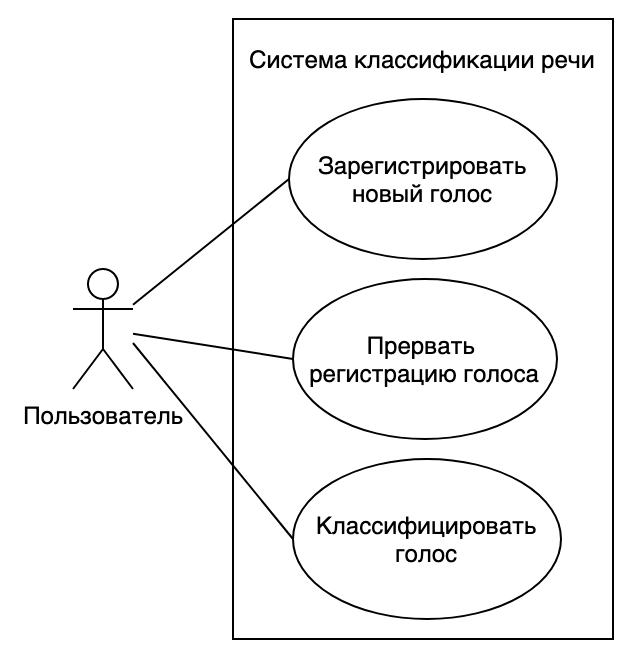 Система классификации речи
Зарегистрировать
новый голос
Прервать
регистрацию голоса
Пользователь
Классифицировать
голос